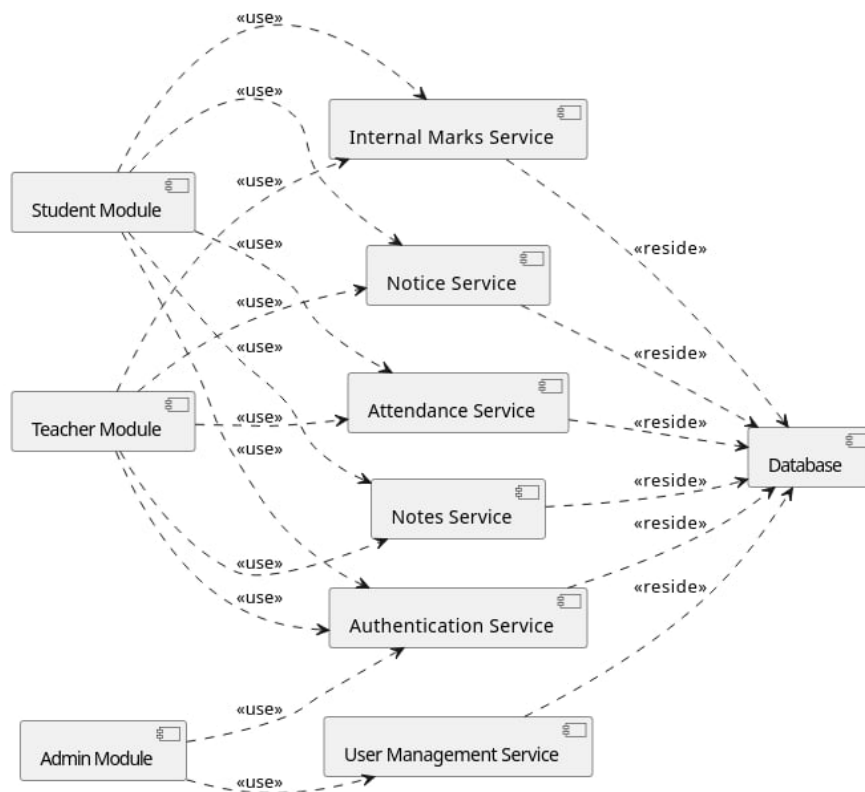 «use»
«use»
Internal Marks Service
«use»
Student Module
«use»
«reside»
Notice Service
«use»
«use»
«reside»
Attendance Service
«use»
«reside»
Teacher Module
«use»
Database
«reside»
Notes Service
«reside»
«use»
«reside»
Authentication Service
«use»
User Management Service
Admin Module
«use»